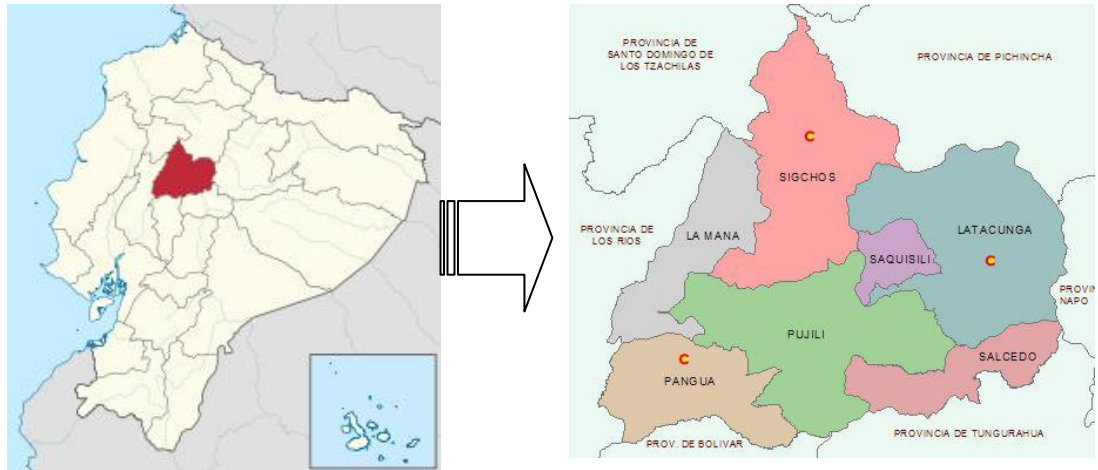 PROVINCIA DE
SANTO DOMINGO DE
LOS TZACHILAS
PROVINCIA DE PICHINCHA
C
SIGCHOS
PROVINCIA DE
LOS RIOS
LA MANA
LATACUNGA
SAQUISILI
C
PROVIN
NAPO
PUJILI
SALCEDO
C
PANGUA
PROV. DE BOLIVAR
PROVINCIA DE TUNGURAHUA